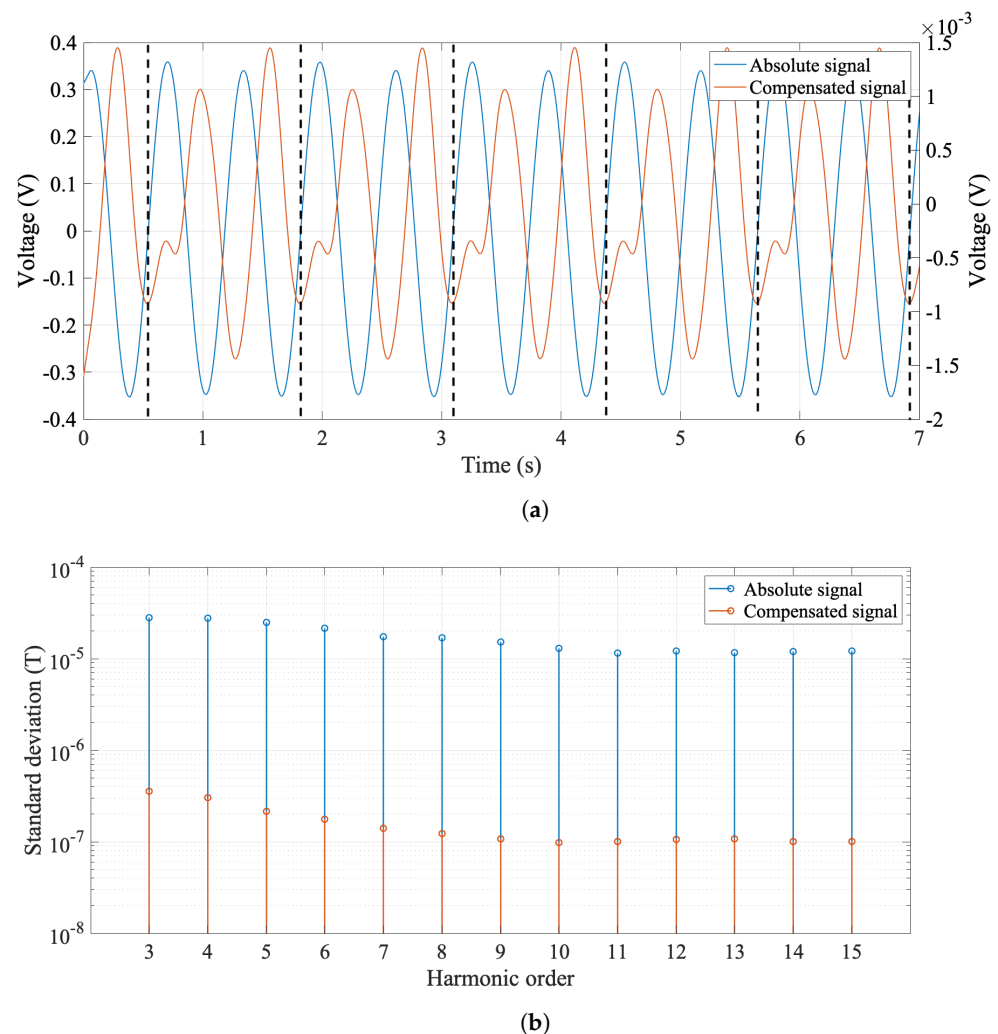 ×10⁻³
0.4
0.3
0.2
0.1
0
-0.1
-0.2
-0.3
-0.4
Voltage (V)
1.5
1
0.5
0
-0.5
-1
-1.5
-2
Voltage (V)
Absolute signal
Compensated signal
0 1 2 3 4 5 6 7
Time (s)
(a)
10⁻⁴
10⁻⁵
10⁻⁶
10⁻⁷
10⁻⁸
Standard deviation (T)
Absolute signal
Compensated signal
3 4 5 6 7 8 9 10 11 12 13 14 15
Harmonic order
(b)